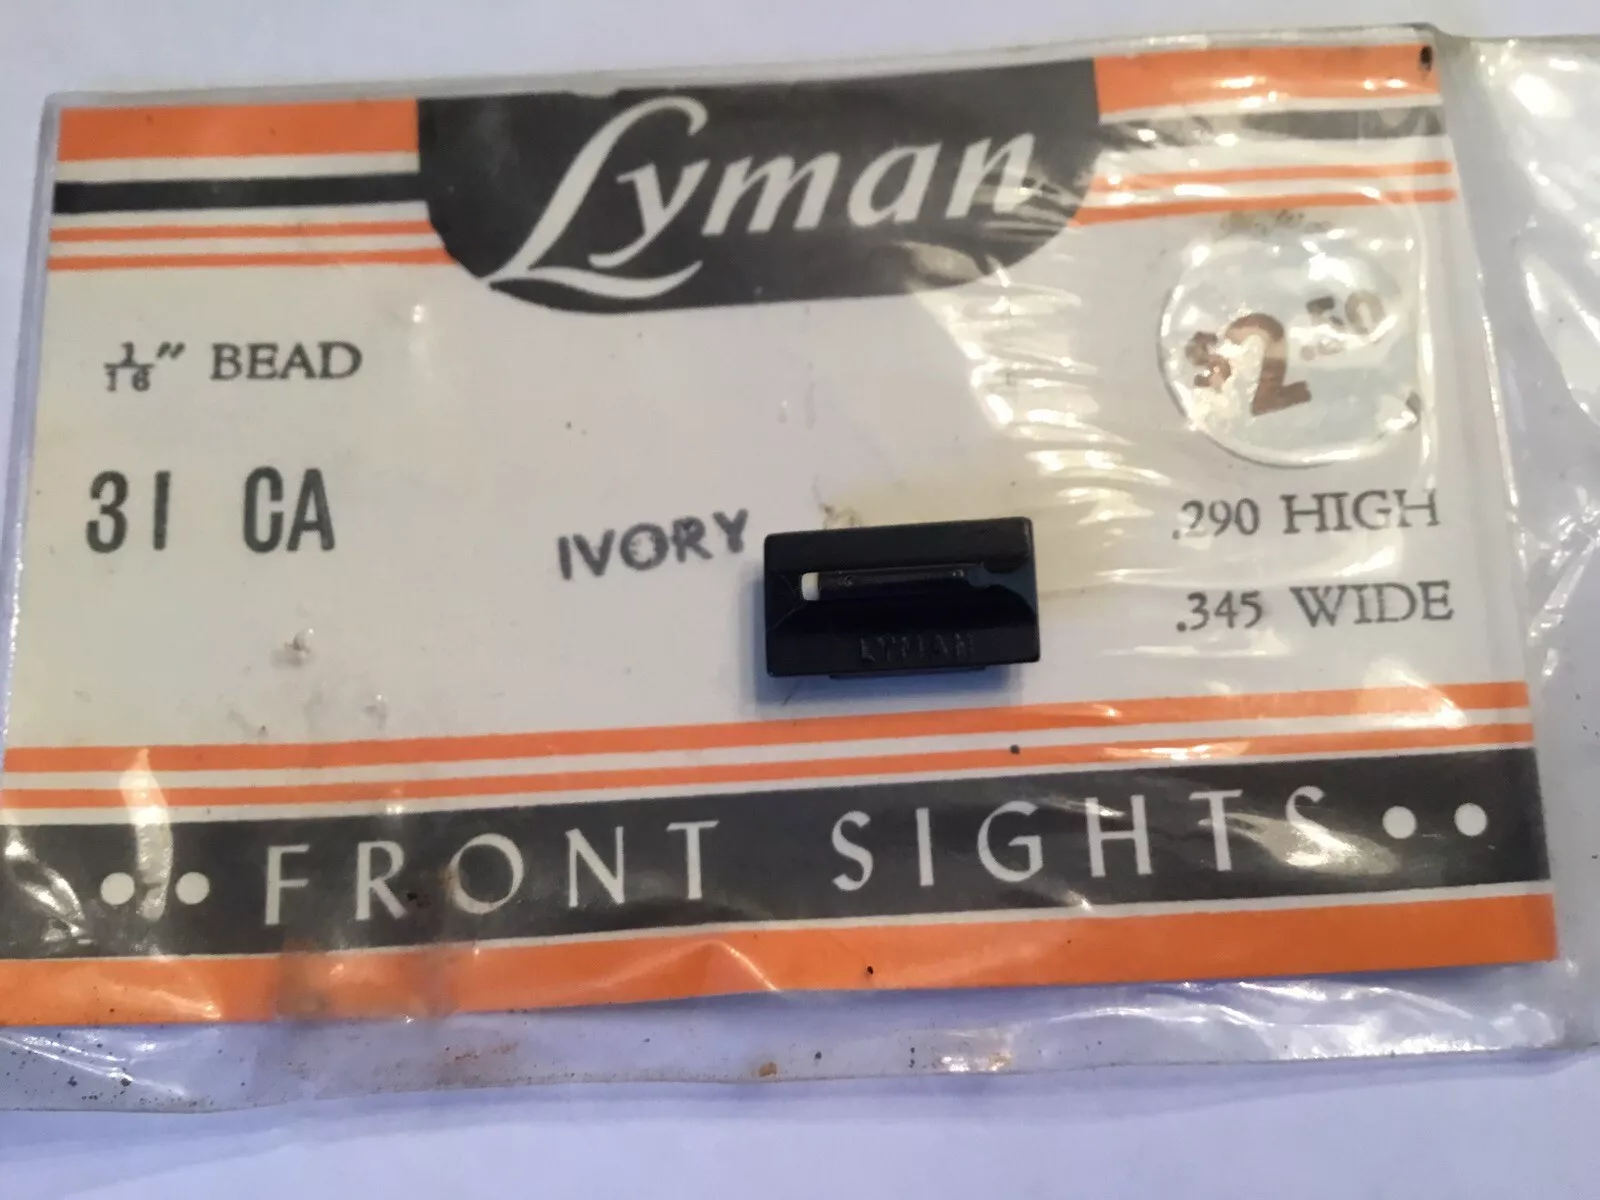 Lyman
$2.50
1/16" BEAD
31 CA
IVORY
.290 HIGH
.345 WIDE
LYMAN
•• FRONT SIGHTS ••